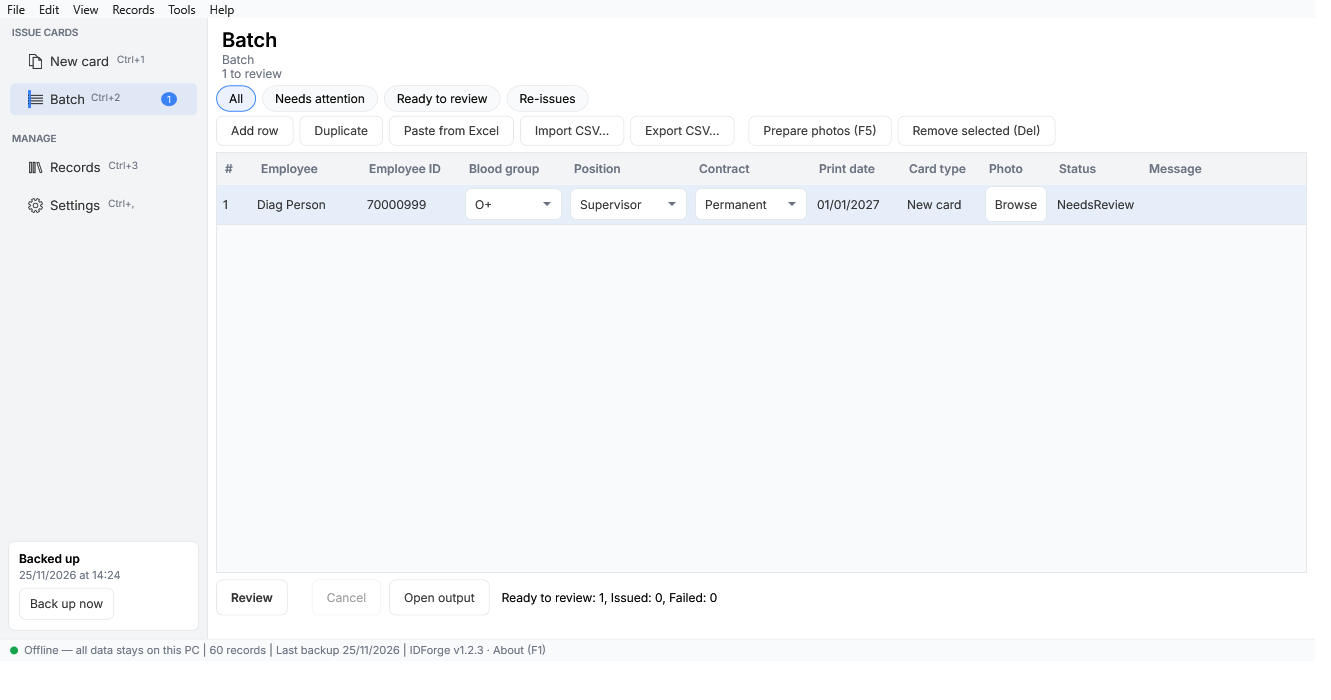 File Edit View Records Tools Help
ISSUE CARDS
New card Ctrl+1
Batch Ctrl+2 1
MANAGE
Records Ctrl+3
Settings Ctrl+,
Backed up
25/11/2026 at 14:24
Back up now
Batch
Batch
1 to review
All Needs attention Ready to review Re-issues
Add row Duplicate Paste from Excel Import CSV... Export CSV... Prepare photos (F5) Remove selected (Del)
# Employee Employee ID Blood group Position Contract Print date Card type Photo Status Message
1 Diag Person 70000999 O+ Supervisor Permanent 01/01/2027 New card Browse NeedsReview
Review Cancel Open output Ready to review: 1, Issued: 0, Failed: 0
Offline — all data stays on this PC | 60 records | Last backup 25/11/2026 | IDForge v1.2.3 · About (F1)